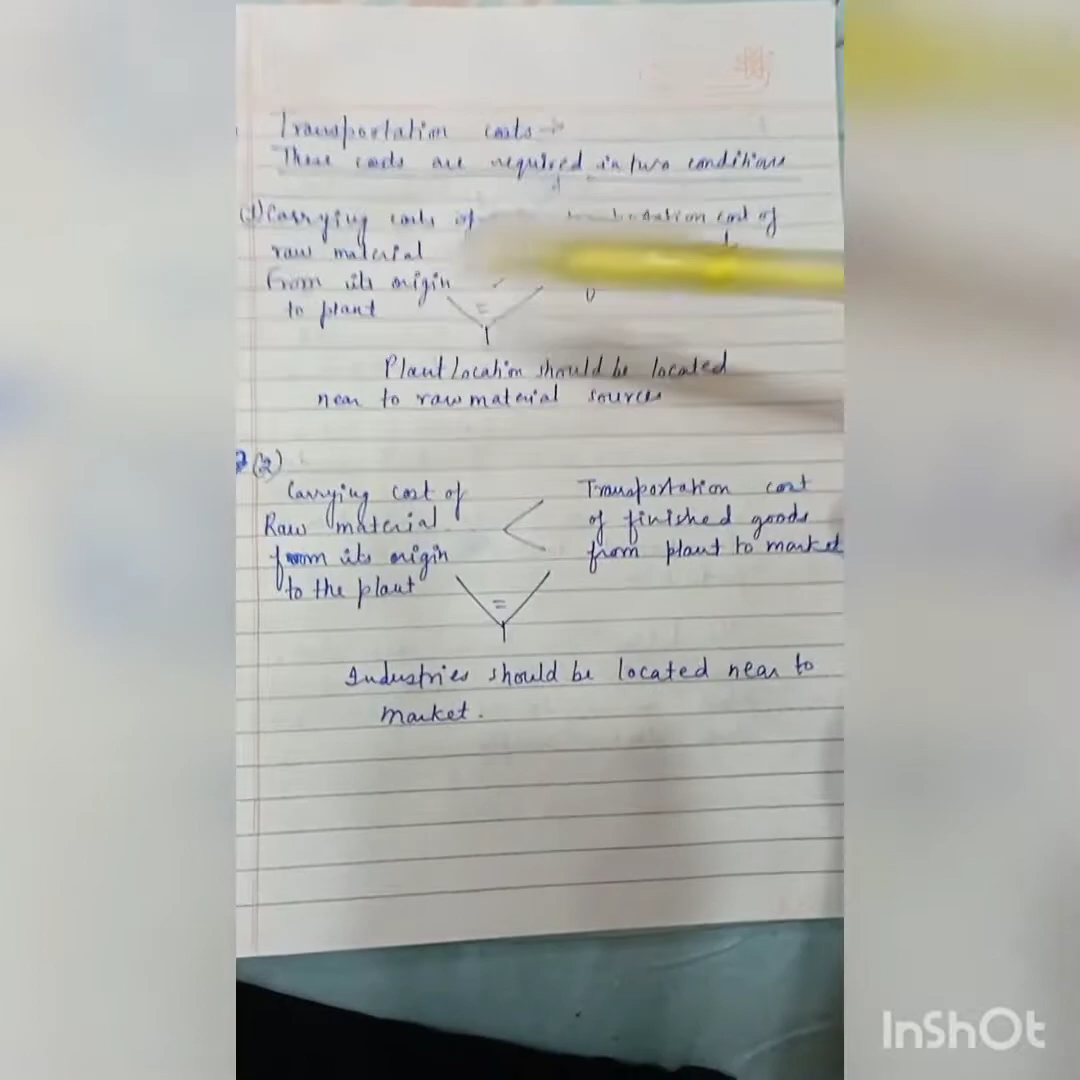 Transportation costs →
These costs are required in two conditions
(1) Carrying costs of
cost of
raw material
from its origin
to plant
=
Plant Location should be located
near to raw material sources
(2)
Carrying cost of
Raw material
from its origin
to the plant
<
Transportation cost
of finished goods
from plant to market
=
Industries should be located near to
market.
InShOt